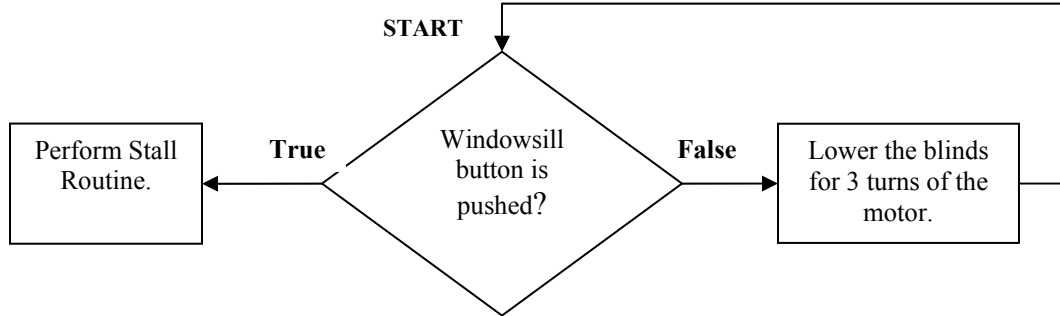 START
Perform Stall
Routine.
True
Windowsill
button is
pushed?
False
Lower the blinds
for 3 turns of the
motor.